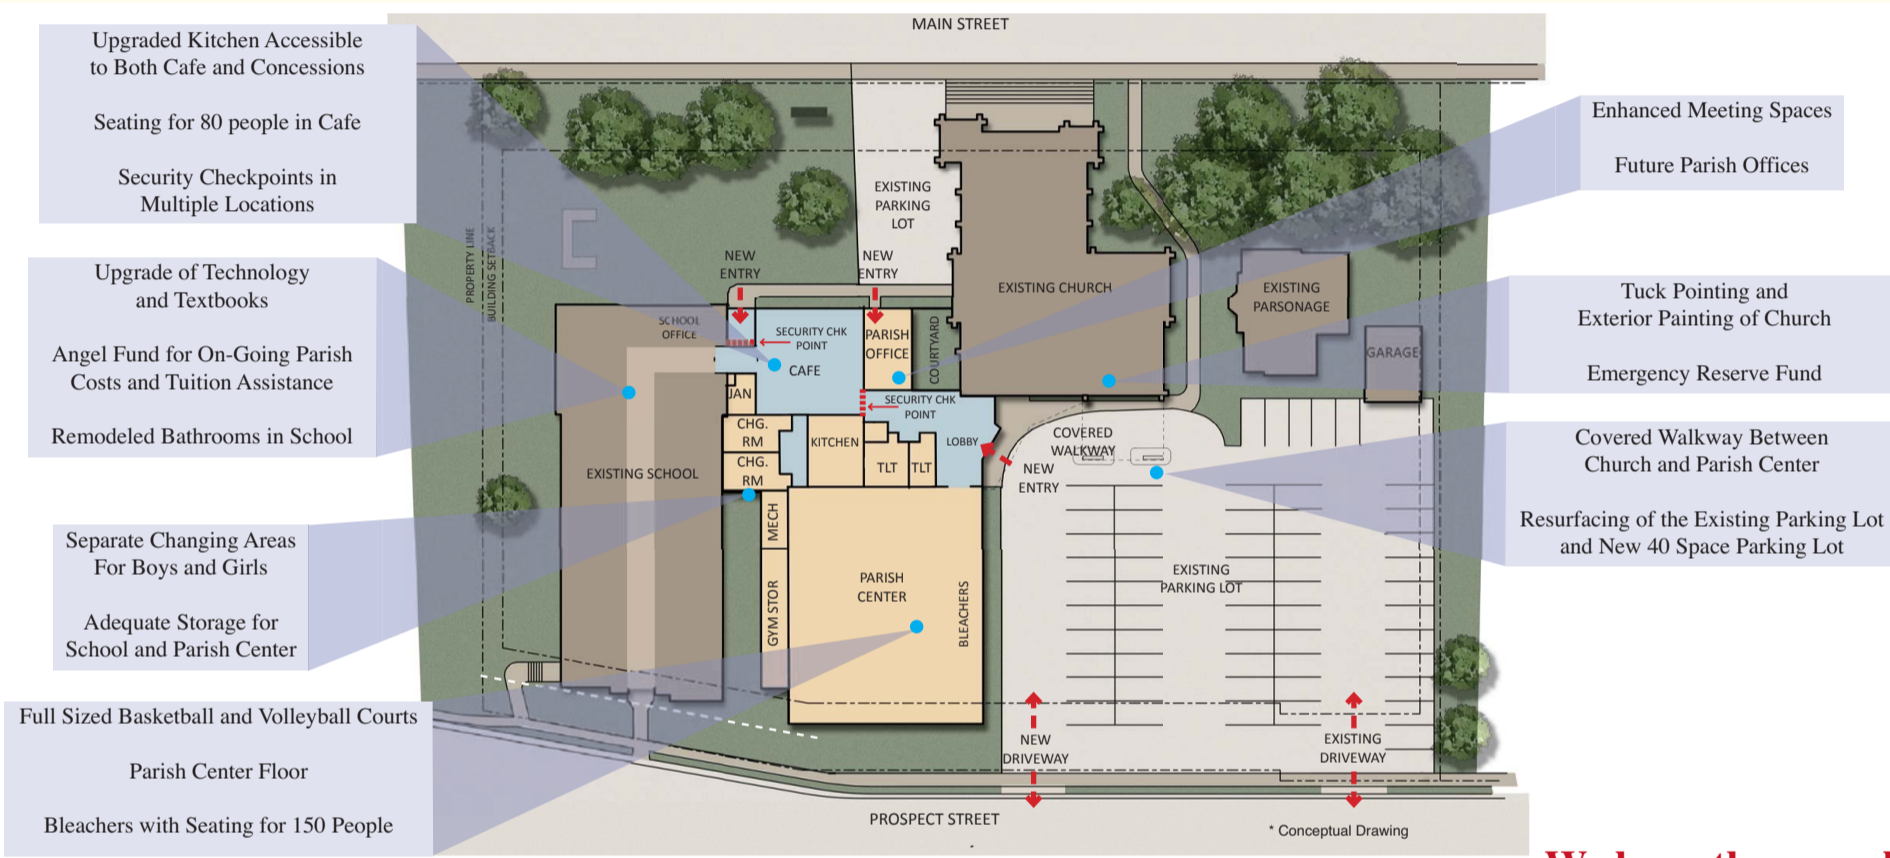 MAIN STREET
Upgraded Kitchen Accessible
to Both Cafe and Concessions
Seating for 80 people in Cafe
Security Checkpoints in
Multiple Locations
Upgrade of Technology
and Textbooks
Angel Fund for On-Going Parish
Costs and Tuition Assistance
Remodeled Bathrooms in School
Separate Changing Areas
For Boys and Girls
Adequate Storage for
School and Parish Center
Full Sized Basketball and Volleyball Courts
Parish Center Floor
Bleachers with Seating for 150 People
PROPERTY LINE
BUILDING SETBACK
EXISTING
PARKING
LOT
NEW
ENTRY
NEW
ENTRY
SCHOOL
OFFICE
SECURITY CHK
POINT
CAFE
PARISH
OFFICE
COURTYARD
EXISTING CHURCH
EXISTING
PARSONAGE
GARAGE
JAN
SECURITY CHK
POINT
CHG.
RM
CHG.
RM
KITCHEN
TLT
TLT
LOBBY
COVERED
WALKWAY
NEW
ENTRY
EXISTING SCHOOL
MECH
GYM STOR
PARISH
CENTER
BLEACHERS
EXISTING
PARKING LOT
NEW
DRIVEWAY
EXISTING
DRIVEWAY
PROSPECT STREET
* Conceptual Drawing
Enhanced Meeting Spaces
Future Parish Offices
Tuck Pointing and
Exterior Painting of Church
Emergency Reserve Fund
Covered Walkway Between
Church and Parish Center
Resurfacing of the Existing Parking Lot
and New 40 Space Parking Lot